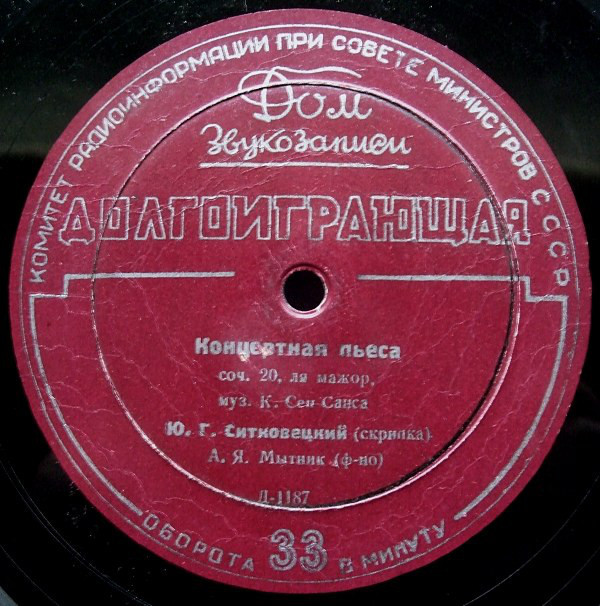 КОМИТЕТ РАДИОИНФОРМАЦИИ ПРИ СОВЕТЕ МИНИСТРОВ СССР
Дом
Звукозаписи
ДОЛГОИГРАЮЩАЯ
Концертная пьеса
соч. 20, ля мажор,
муз. К. Сен-Санса
Ю. Г. Ситковецкий (скрипка)
А. Я. Мытник (ф-но)
Д-1187
ОБОРОТА 33 В МИНУТУ